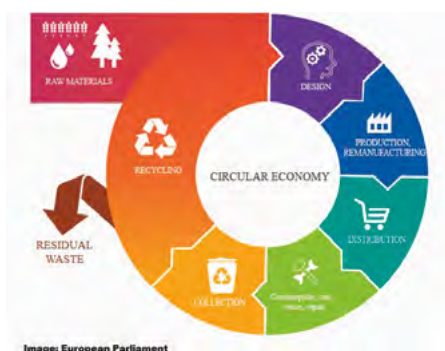 RAW MATERIALS
DESIGN
PRODUCTION,
REMANUFACTURING
RECYCLING
CIRCULAR ECONOMY
DISTRIBUTION
RESIDUAL
WASTE
COLLECTION
Consumption, use,
reuse, repair
Image: European Parliament